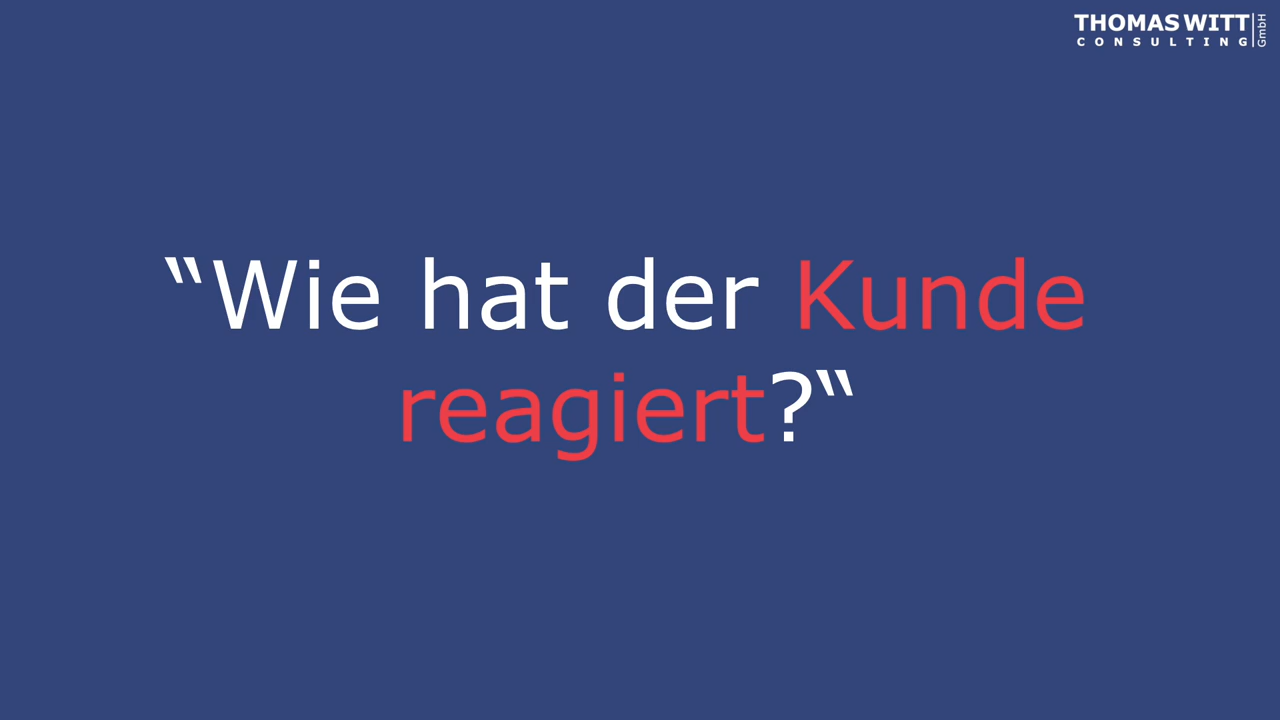 THOMAS WITT
CONSULTING
GmbH
‟Wie hat der Kunde
reagiert?‟